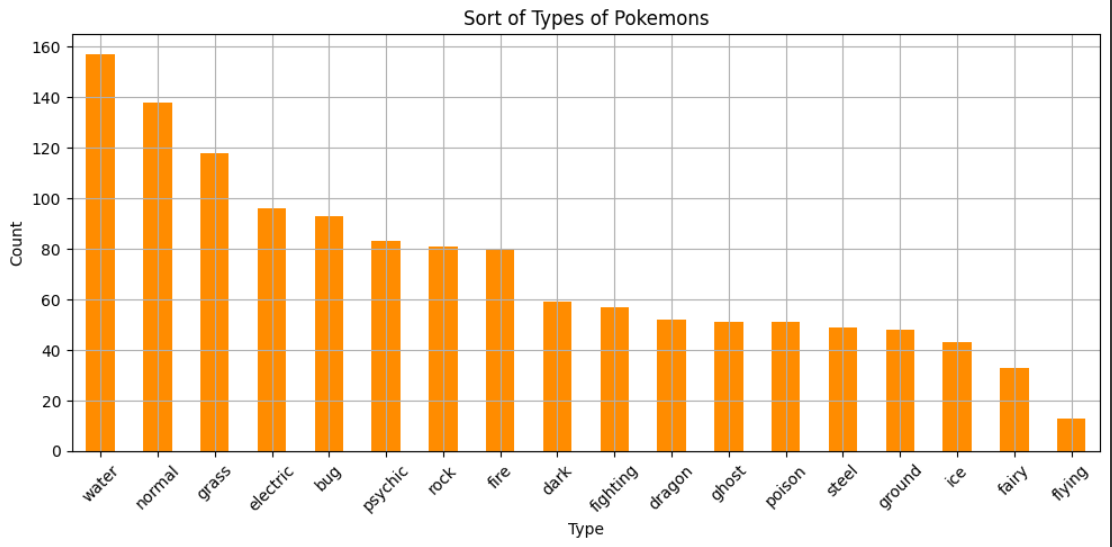 Sort of Types of Pokemons
Count
160
140
120
100
80
60
40
20
0
water normal grass electric bug psychic rock fire dark fighting dragon ghost poison steel ground ice fairy flying
Type